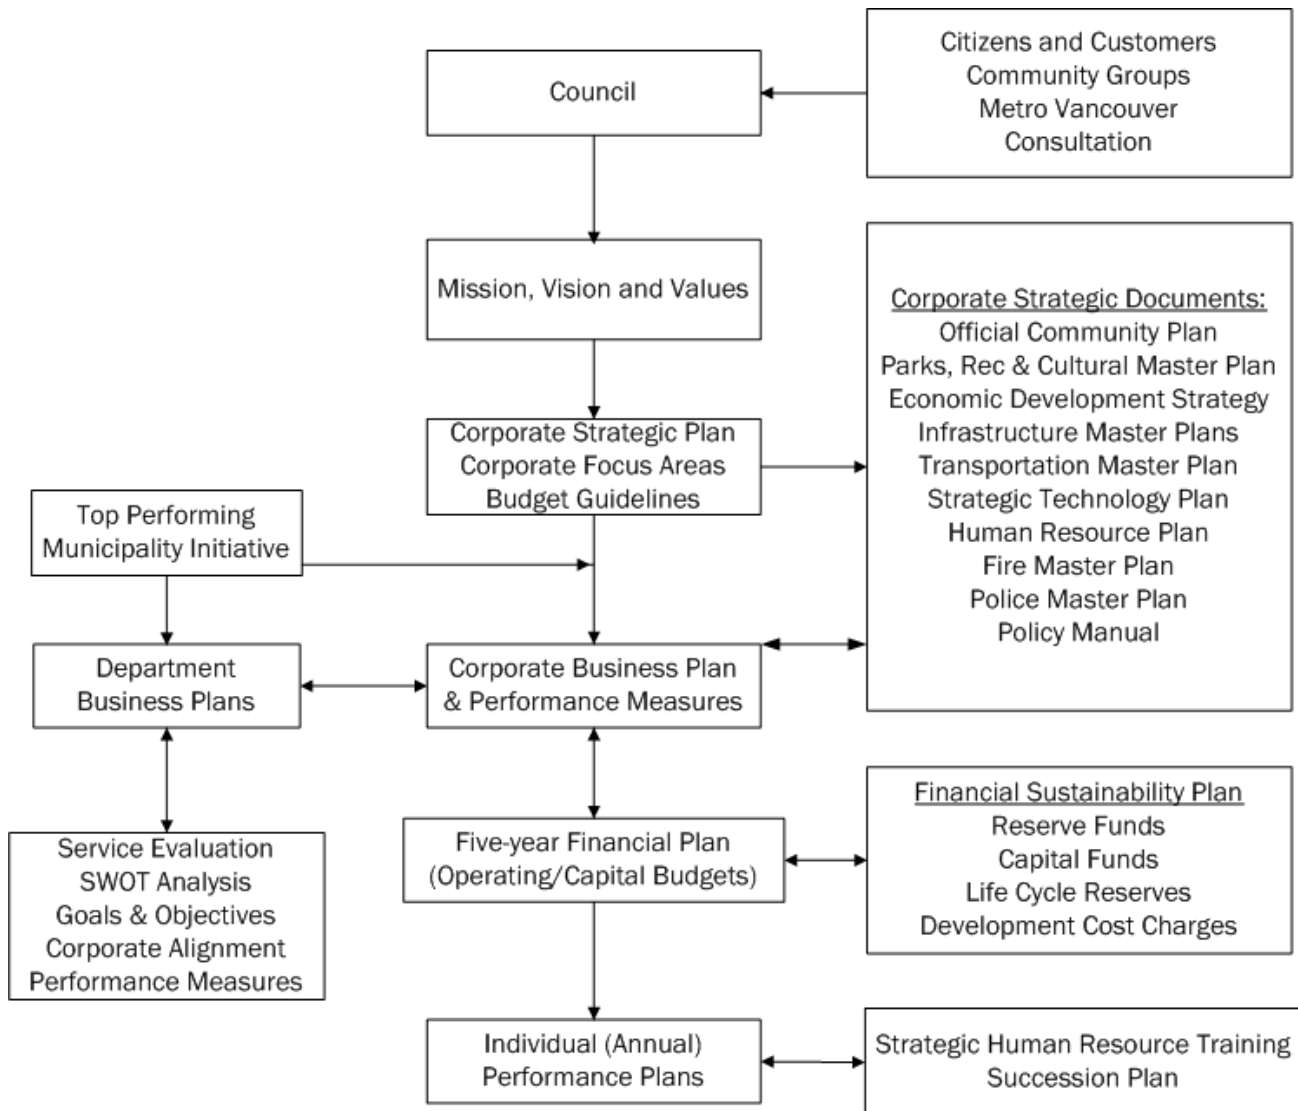 Citizens and Customers
Community Groups
Metro Vancouver
Consultation
Council
Mission, Vision and Values
Corporate Strategic Documents:
Official Community Plan
Parks, Rec & Cultural Master Plan
Economic Development Strategy
Infrastructure Master Plans
Transportation Master Plan
Strategic Technology Plan
Human Resource Plan
Fire Master Plan
Police Master Plan
Policy Manual
Corporate Strategic Plan
Corporate Focus Areas
Budget Guidelines
Top Performing
Municipality Initiative
Department
Business Plans
Corporate Business Plan
& Performance Measures
Service Evaluation
SWOT Analysis
Goals & Objectives
Corporate Alignment
Performance Measures
Five-year Financial Plan
(Operating/Capital Budgets)
Financial Sustainability Plan
Reserve Funds
Capital Funds
Life Cycle Reserves
Development Cost Charges
Individual (Annual)
Performance Plans
Strategic Human Resource Training
Succession Plan